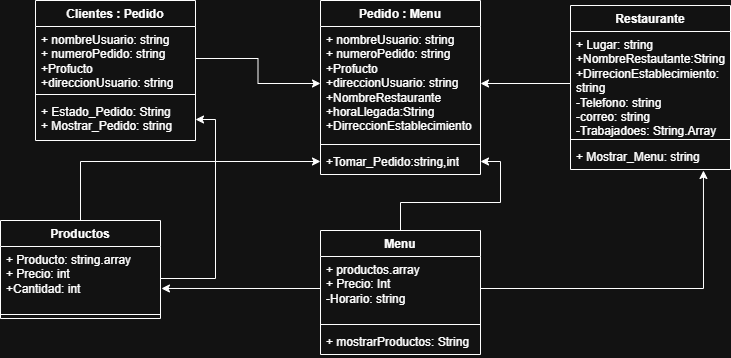 Clientes : Pedido
+ nombreUsuario: string
+ numeroPedido: string
+Profucto
+direccionUsuario: string
+ Estado_Pedido: String
+ Mostrar_Pedido: string
Pedido : Menu
+ nombreUsuario: string
+ numeroPedido: string
+Profucto
+direccionUsuario: string
+NombreRestaurante
+horaLlegada:String
+DirreccionEstablecimiento
+Tomar_Pedido:string,int
Restaurante
+ Lugar: string
+NombreRestautante:String
+DirrecionEstablecimiento:
string
-Telefono: string
-correo: string
-Trabajadoes: String.Array
+ Mostrar_Menu: string
Productos
+ Producto: string.array
+ Precio: int
+Cantidad: int
Menu
+ productos.array
+ Precio: Int
-Horario: string
+ mostrarProductos: String